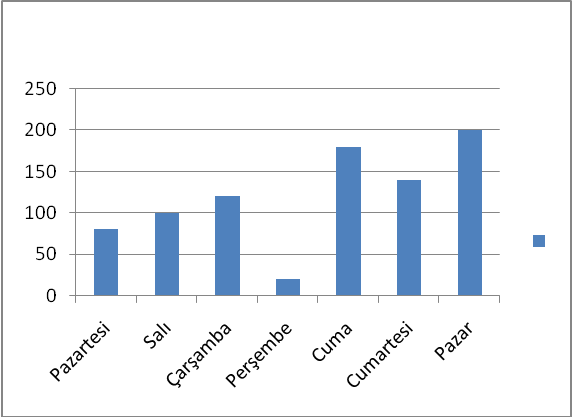 250
200
150
100
50
0
Pazartesi
Salı
Çarşamba
Perşembe
Cuma
Cumartesi
Pazar